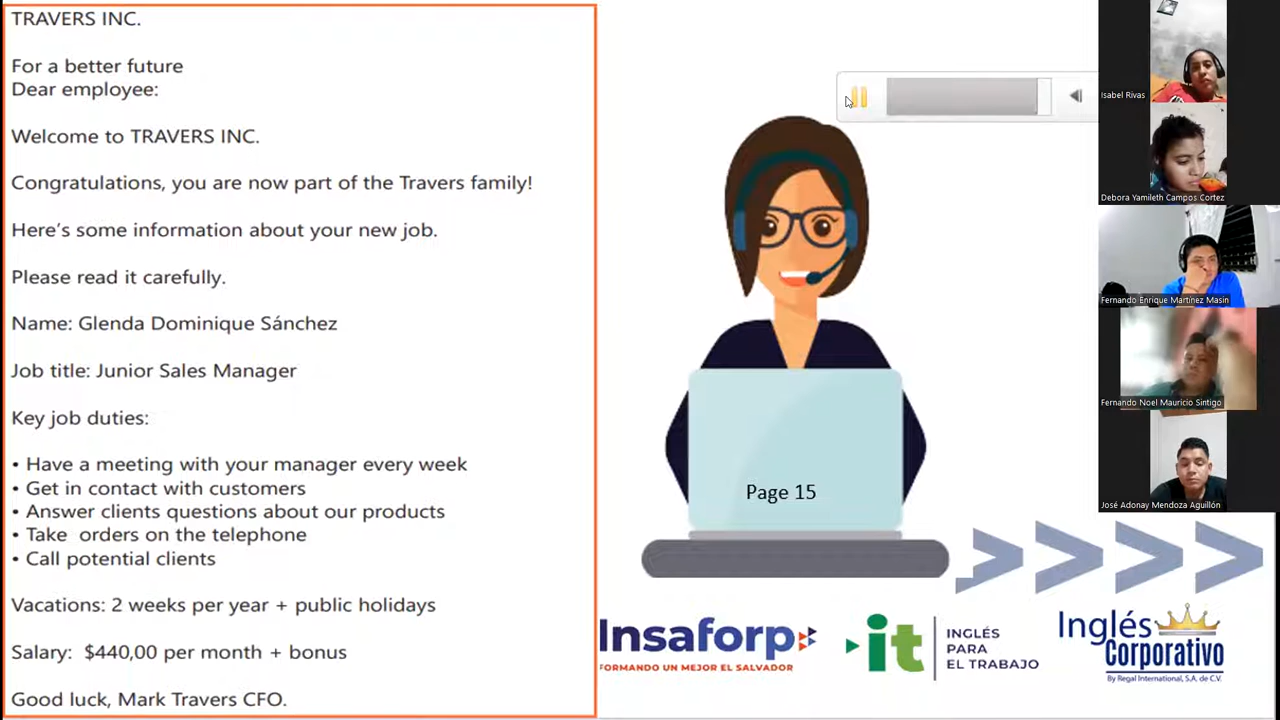 TRAVERS INC.
For a better future
Dear employee:
Welcome to TRAVERS INC.
Congratulations, you are now part of the Travers family!
Here's some information about your new job.
Please read it carefully.
Name: Glenda Dominique Sánchez
Job title: Junior Sales Manager
Key job duties:
• Have a meeting with your manager every week
• Get in contact with customers
• Answer clients questions about our products
• Take orders on the telephone
• Call potential clients
Vacations: 2 weeks per year + public holidays
Salary: $440,00 per month + bonus
Good luck, Mark Travers CFO.
Page 15
Insaforp
FORMANDO UN MEJOR EL SALVADOR
it
INGLÉS
PARA
EL TRABAJO
Inglés
Corporativo
By Regal International, S.A. de C.V.
Isabel Rivas
Debora Yamileth Campos Cortez
Fernando Enrique Martínez Masin
Fernando Noel Mauricio Sintigo
José Adonay Mendoza Aguillón